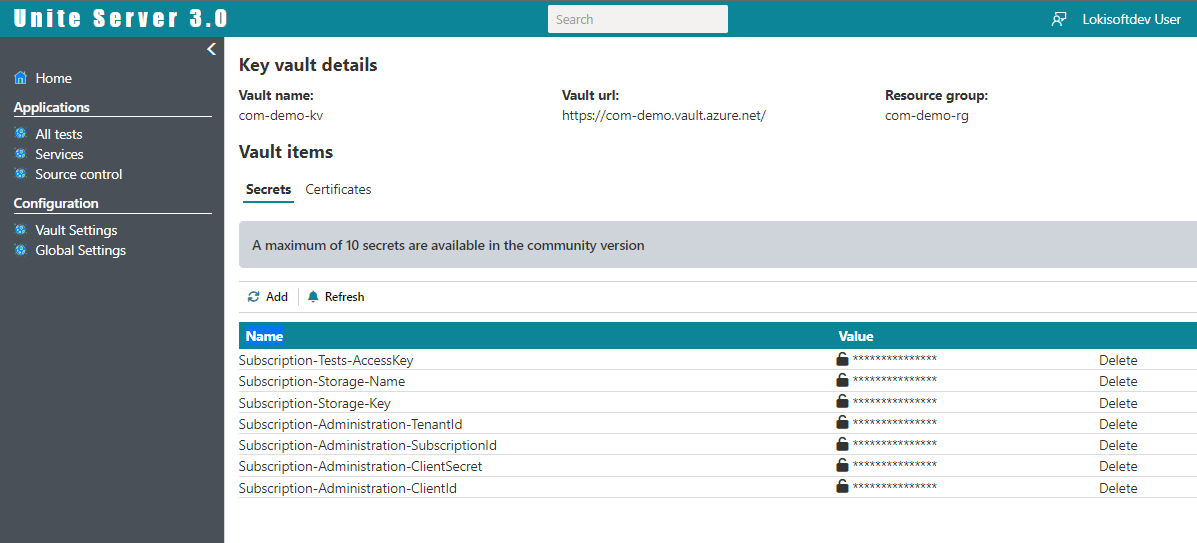 Unite Server 3.0
Search
Lokisoftdev User
Home
Applications
All tests
Services
Source control
Configuration
Vault Settings
Global Settings
Key vault details
Vault name: Vault url: Resource group:
com-demo-kv https://com-demo.vault.azure.net/ com-demo-rg
Vault items
Secrets Certificates
A maximum of 10 secrets are available in the community version
Add Refresh
Name Value
Subscription-Tests-AccessKey *************** Delete
Subscription-Storage-Name *************** Delete
Subscription-Storage-Key *************** Delete
Subscription-Administration-TenantId *************** Delete
Subscription-Administration-SubscriptionId *************** Delete
Subscription-Administration-ClientSecret *************** Delete
Subscription-Administration-ClientId *************** Delete